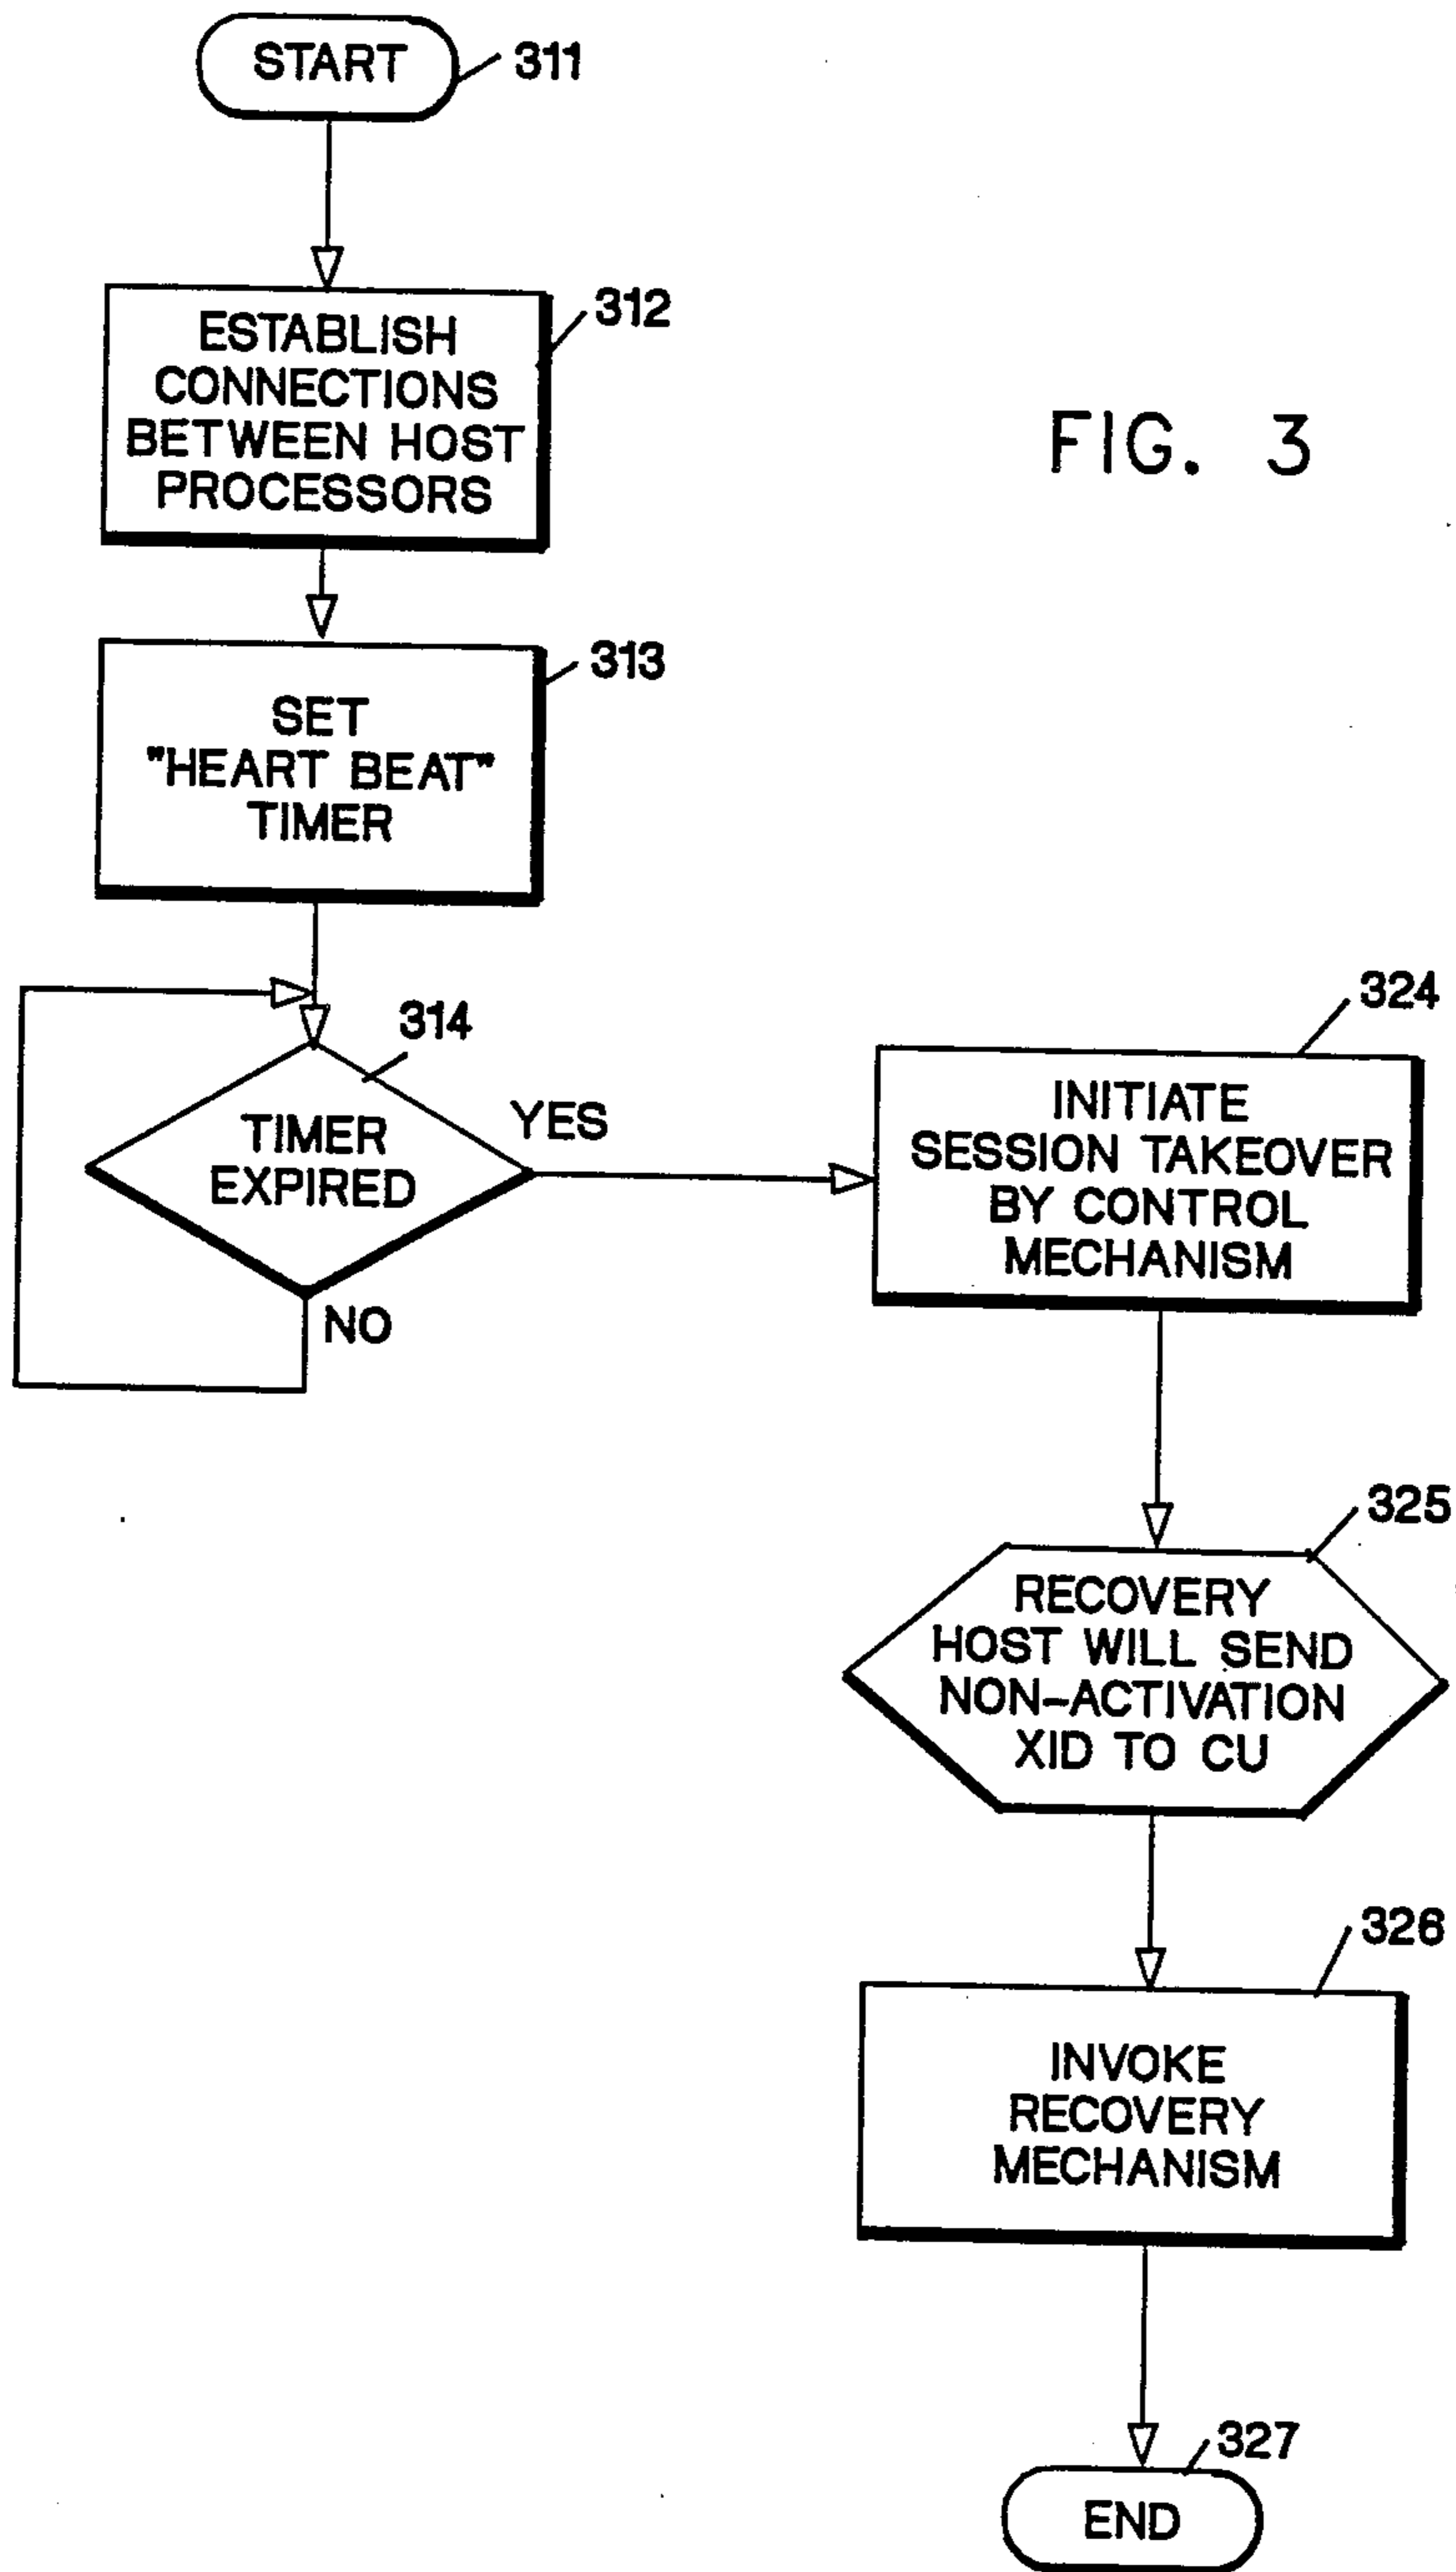 START
311
ESTABLISH
CONNECTIONS
BETWEEN HOST
PROCESSORS
312
FIG. 3
SET
"HEART BEAT"
TIMER
313
314
TIMER
EXPIRED
YES
NO
324
INITIATE
SESSION TAKEOVER
BY CONTROL
MECHANISM
325
RECOVERY
HOST WILL SEND
NON-ACTIVATION
XID TO CU
326
INVOKE
RECOVERY
MECHANISM
327
END